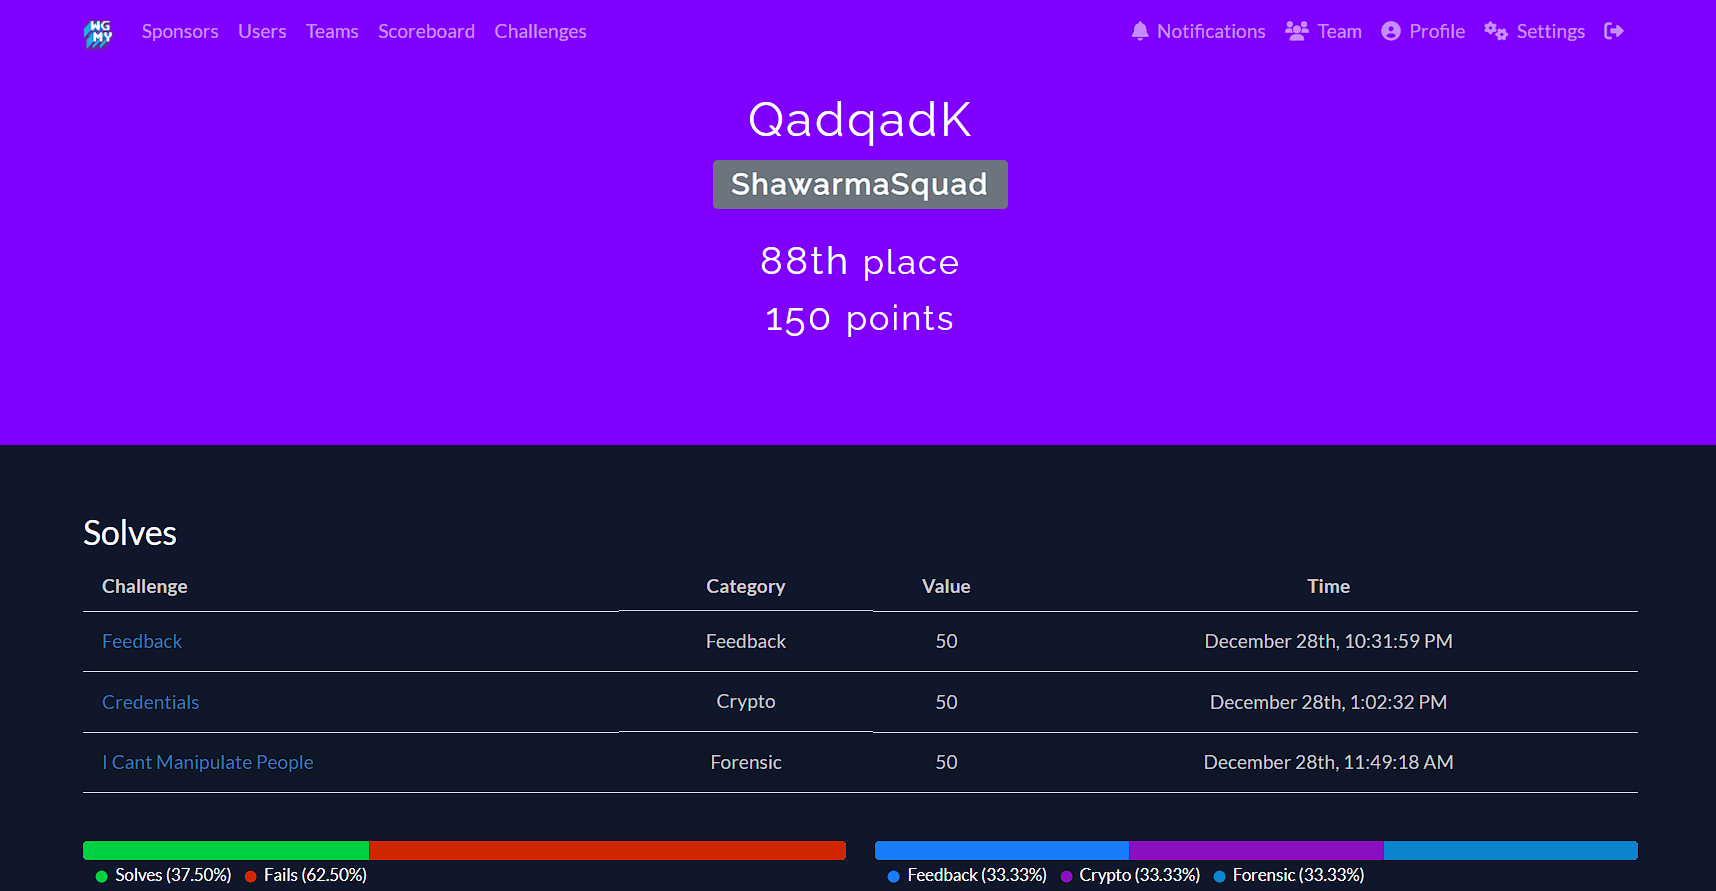 WG MY Sponsors Users Teams Scoreboard Challenges Notifications Team Profile Settings
QadqadK
ShawarmaSquad
88th place
150 points
Solves
Challenge Category Value Time
Feedback Feedback 50 December 28th, 10:31:59 PM
Credentials Crypto 50 December 28th, 1:02:32 PM
I Cant Manipulate People Forensic 50 December 28th, 11:49:18 AM
Solves (37.50%) Fails (62.50%) Feedback (33.33%) Crypto (33.33%) Forensic (33.33%)